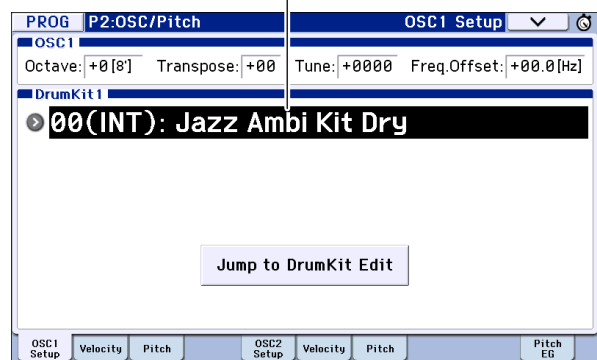 PROG P2:OSC/Pitch OSC1 Setup
OSC1
Octave: +0[8'] Transpose: +00 Tune: +0000 Freq.Offset: +00.0[Hz]
DrumKit1
00(INT): Jazz Ambi Kit Dry
Jump to DrumKit Edit
OSC1 Setup Velocity Pitch OSC2 Setup Velocity Pitch Pitch EG